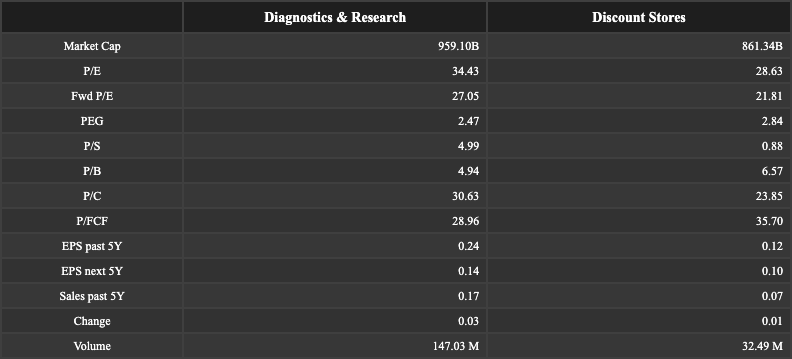 Diagnostics & Research Discount Stores
Market Cap 959.10B 861.34B
P/E 34.43 28.63
Fwd P/E 27.05 21.81
PEG 2.47 2.84
P/S 4.99 0.88
P/B 4.94 6.57
P/C 30.63 23.85
P/FCF 28.96 35.70
EPS past 5Y 0.24 0.12
EPS next 5Y 0.14 0.10
Sales past 5Y 0.17 0.07
Change 0.03 0.01
Volume 147.03 M 32.49 M